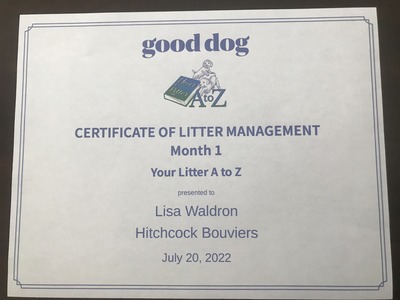 good dog
A to Z
CERTIFICATE OF LITTER MANAGEMENT
Month 1
Your Litter A to Z
presented to
Lisa Waldron
Hitchcock Bouviers
July 20, 2022